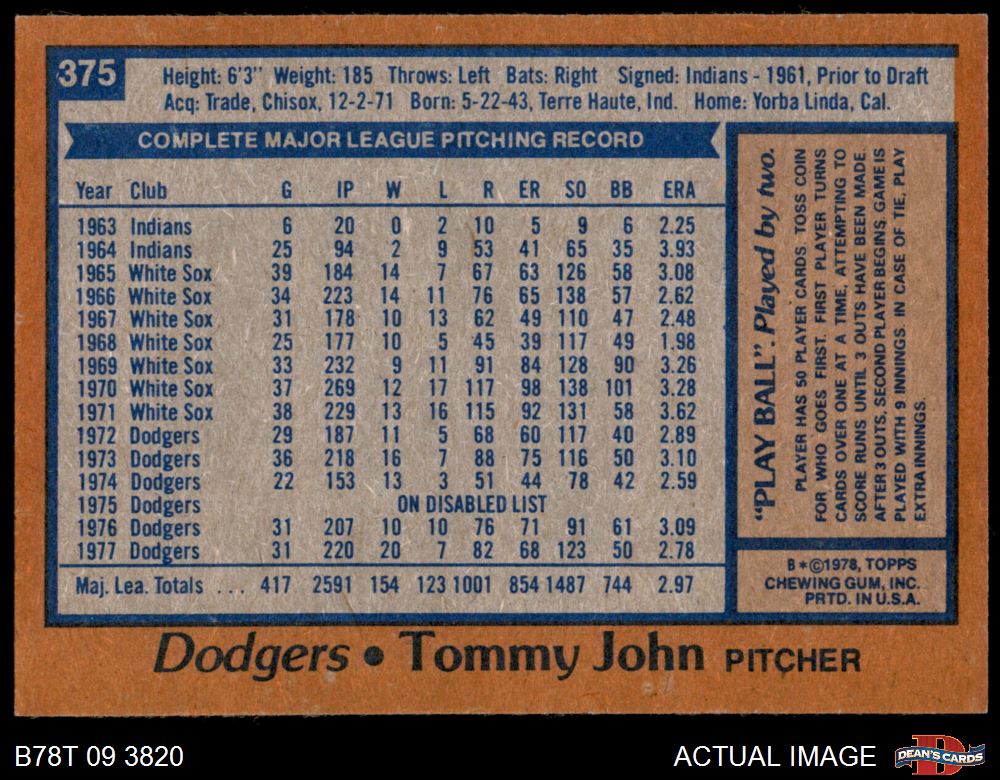 375
Height: 6'3" Weight: 185 Throws: Left Bats: Right Signed: Indians - 1961, Prior to Draft
Acq: Trade, Chisox, 12-2-71 Born: 5-22-43, Terre Haute, Ind. Home: Yorba Linda, Cal.
COMPLETE MAJOR LEAGUE PITCHING RECORD
Year Club G IP W L R ER SO BB ERA
1963 Indians 6 20 0 2 10 5 9 6 2.25
1964 Indians 25 94 2 9 53 41 65 35 3.93
1965 White Sox 39 184 14 7 67 63 126 58 3.08
1966 White Sox 34 223 14 11 76 65 138 57 2.62
1967 White Sox 31 178 10 13 62 49 110 47 2.48
1968 White Sox 25 177 10 5 45 39 117 49 1.98
1969 White Sox 33 232 9 11 91 84 128 90 3.26
1970 White Sox 37 269 12 17 117 98 138 101 3.28
1971 White Sox 38 229 13 16 115 92 131 58 3.62
1972 Dodgers 29 187 11 5 68 60 117 40 2.89
1973 Dodgers 36 218 16 7 88 75 116 50 3.10
1974 Dodgers 22 153 13 3 51 44 78 42 2.59
1975 Dodgers ON DISABLED LIST
1976 Dodgers 31 207 10 10 76 71 91 61 3.09
1977 Dodgers 31 220 20 7 82 68 123 50 2.78
Maj. Lea. Totals ... 417 2591 154 123 1001 854 1487 744 2.97
"PLAY BALL". Played by two.
PLAYER HAS 50 PLAYER CARDS TOSS COIN
FOR WHO GOES FIRST. FIRST PLAYER TURNS
CARDS OVER ONE AT A TIME, ATTEMPTING TO
SCORE RUNS UNTIL 3 OUTS HAVE BEEN MADE.
AFTER 3 OUTS, SECOND PLAYER BEGINS GAME IS
PLAYED WITH 9 INNINGS. IN CASE OF TIE, PLAY
EXTRA INNINGS.
B*©1978, TOPPS
CHEWING GUM, INC.
PRTD. IN U.S.A.
Dodgers • Tommy John PITCHER
B78T 09 3820
ACTUAL IMAGE
DEAN'S CARDS